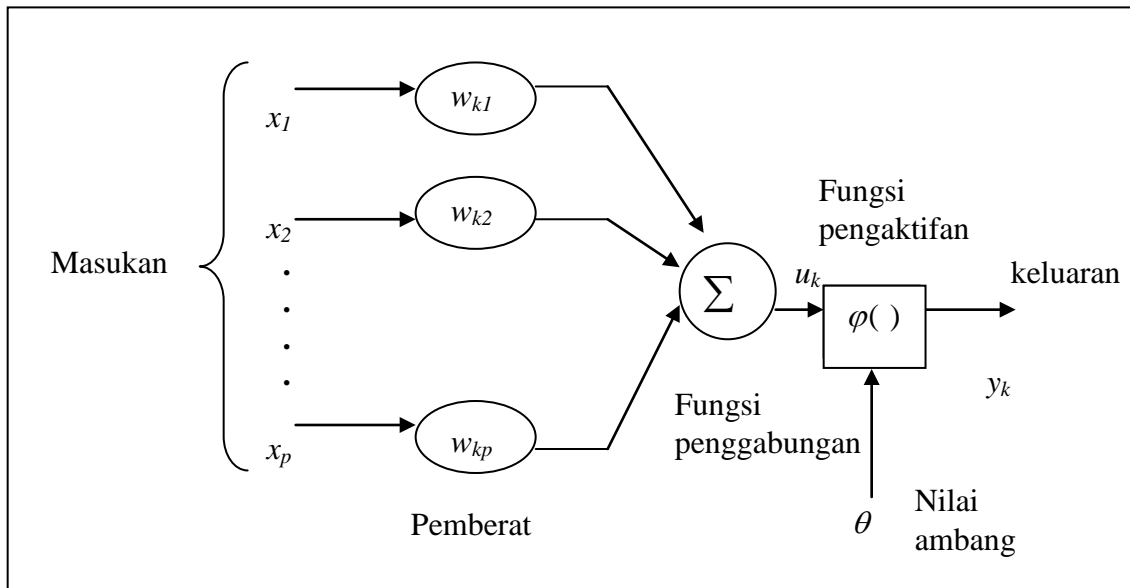 x1
wk1
x2
wk2
Masukan
Fungsi
pengaktifan
∑
uk
φ( )
keluaran
yk
xp
wkp
Fungsi
penggabungan
Pemberat
θ
Nilai
ambang